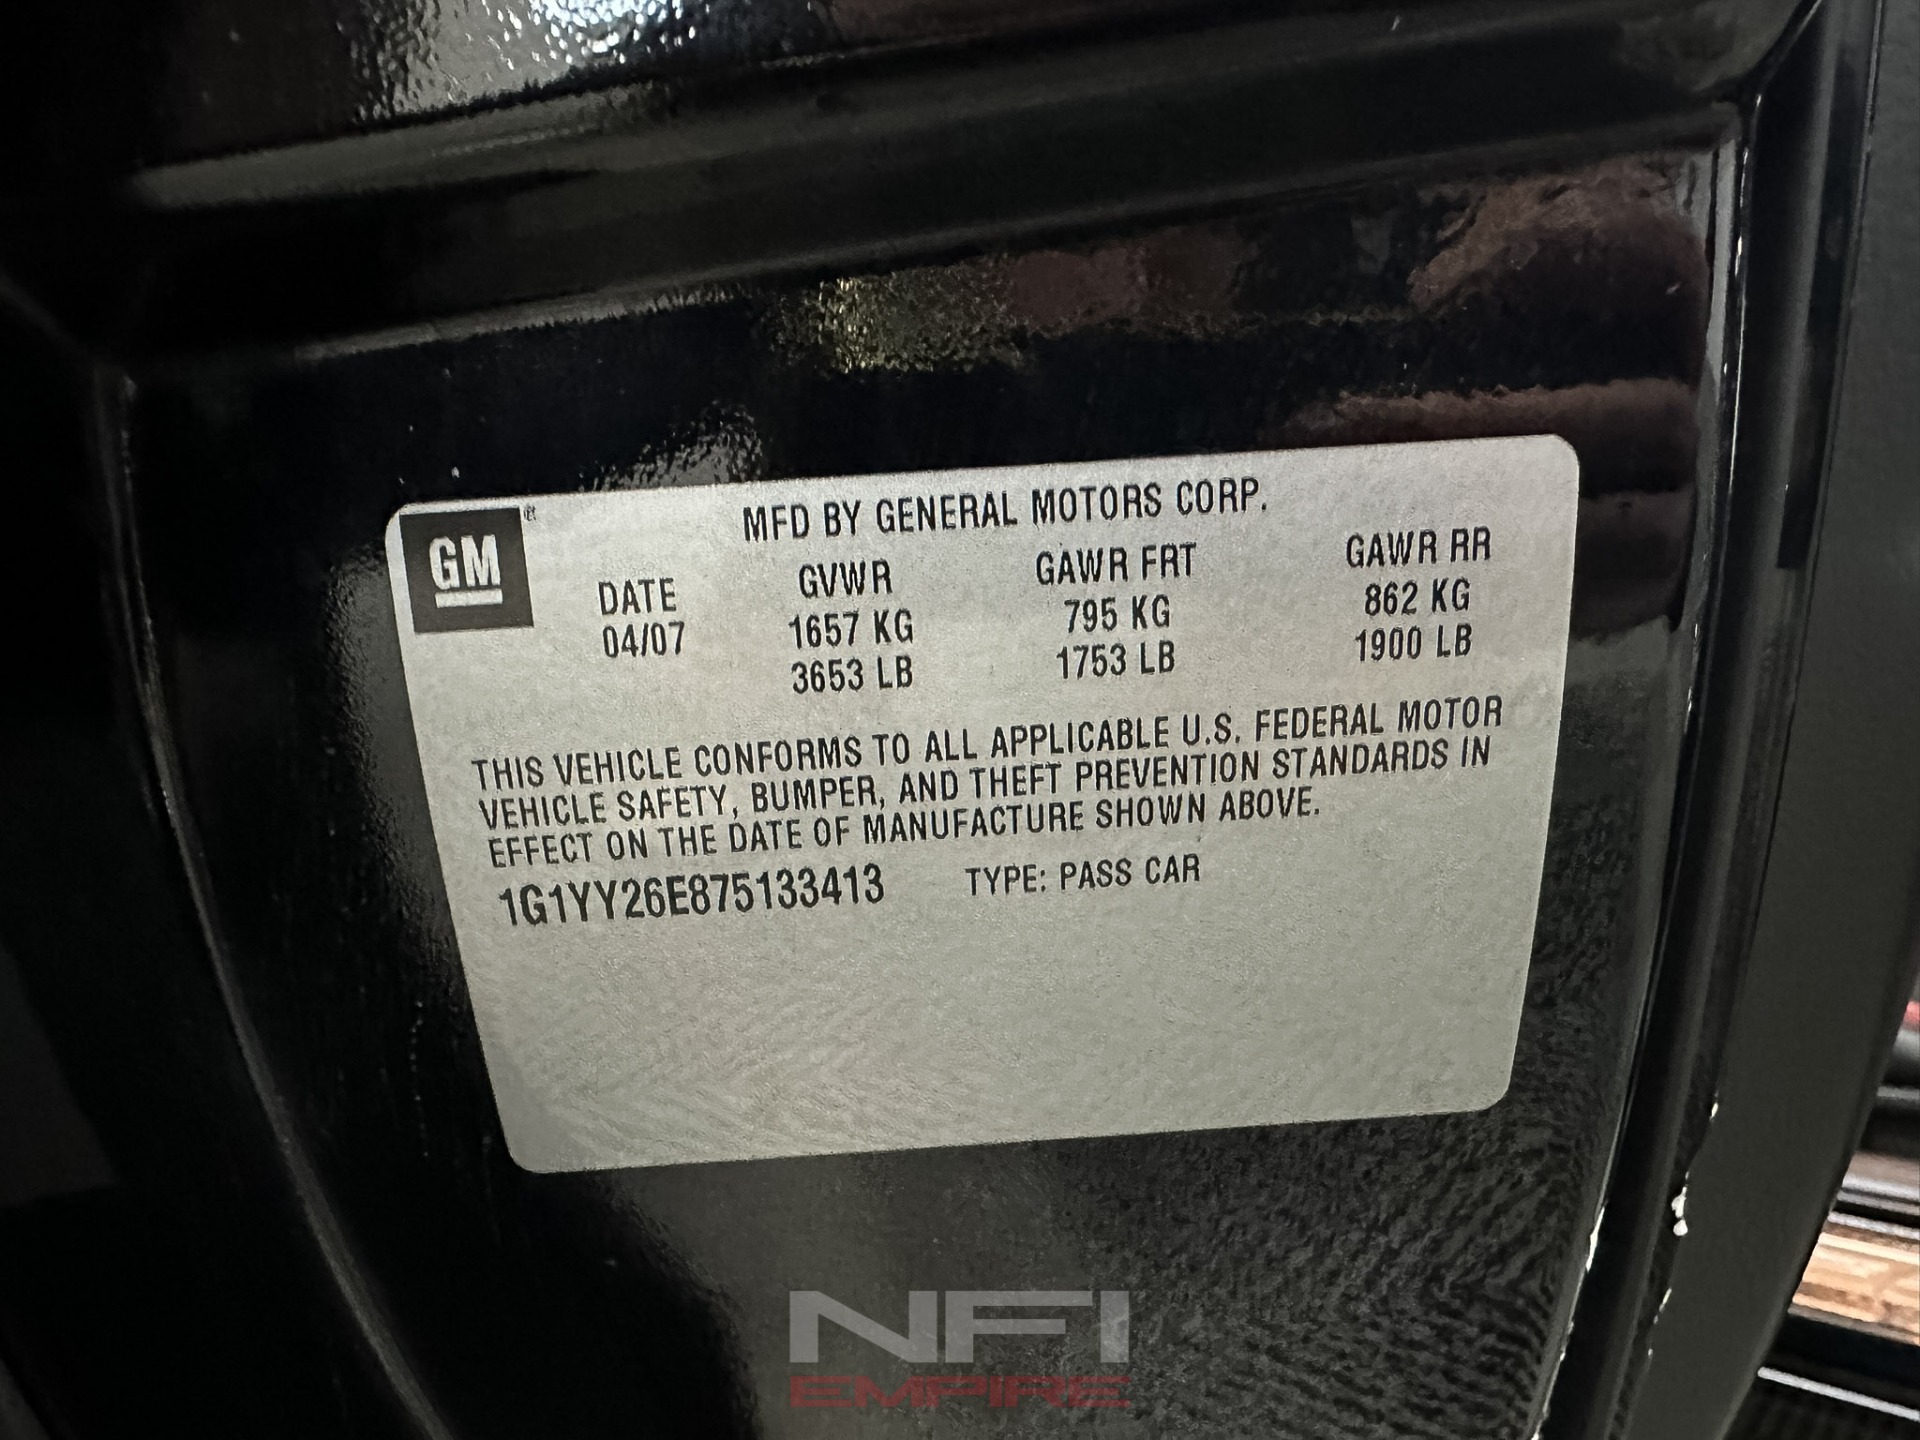 GM
MFD BY GENERAL MOTORS CORP.
DATE GVWR GAWR FRT GAWR RR
04/07 1657 KG 795 KG 862 KG
3653 LB 1753 LB 1900 LB
THIS VEHICLE CONFORMS TO ALL APPLICABLE U.S. FEDERAL MOTOR
VEHICLE SAFETY, BUMPER, AND THEFT PREVENTION STANDARDS IN
EFFECT ON THE DATE OF MANUFACTURE SHOWN ABOVE.
1G1YY26E875133413 TYPE: PASS CAR
NFI
EMPIRE